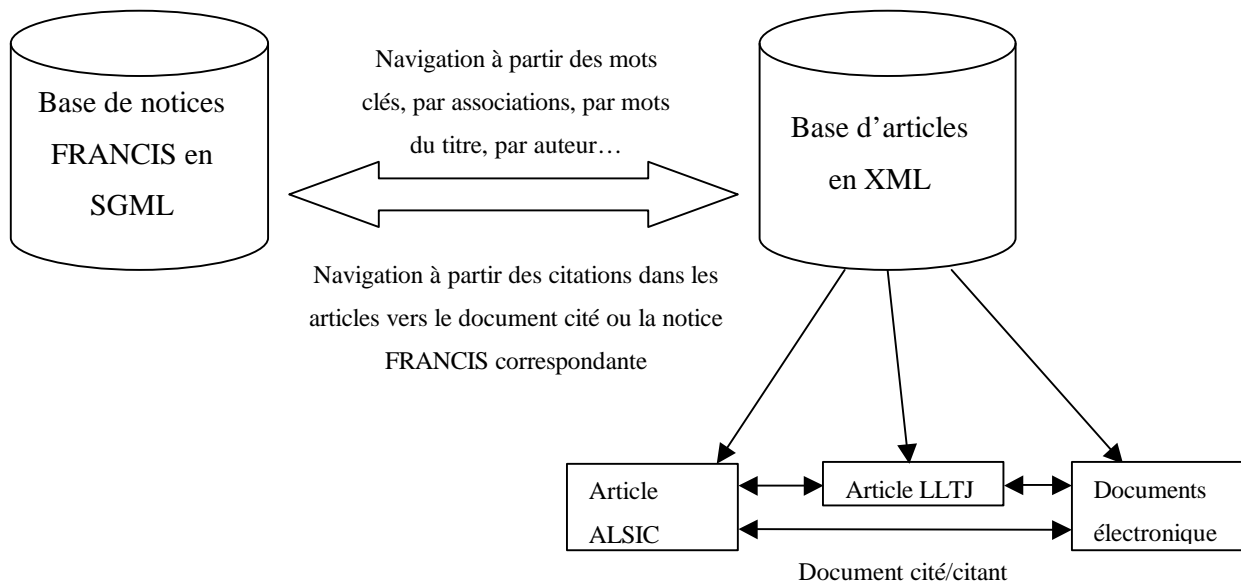 Base de notices
FRANCIS en
SGML
Navigation à partir des mots
clés, par associations, par mots
du titre, par auteur…
Navigation à partir des citations dans les
articles vers le document cité ou la notice
FRANCIS correspondante
Base d’articles
en XML
Article
ALSIC
Article LLTJ
Documents
électronique
Document cité/citant